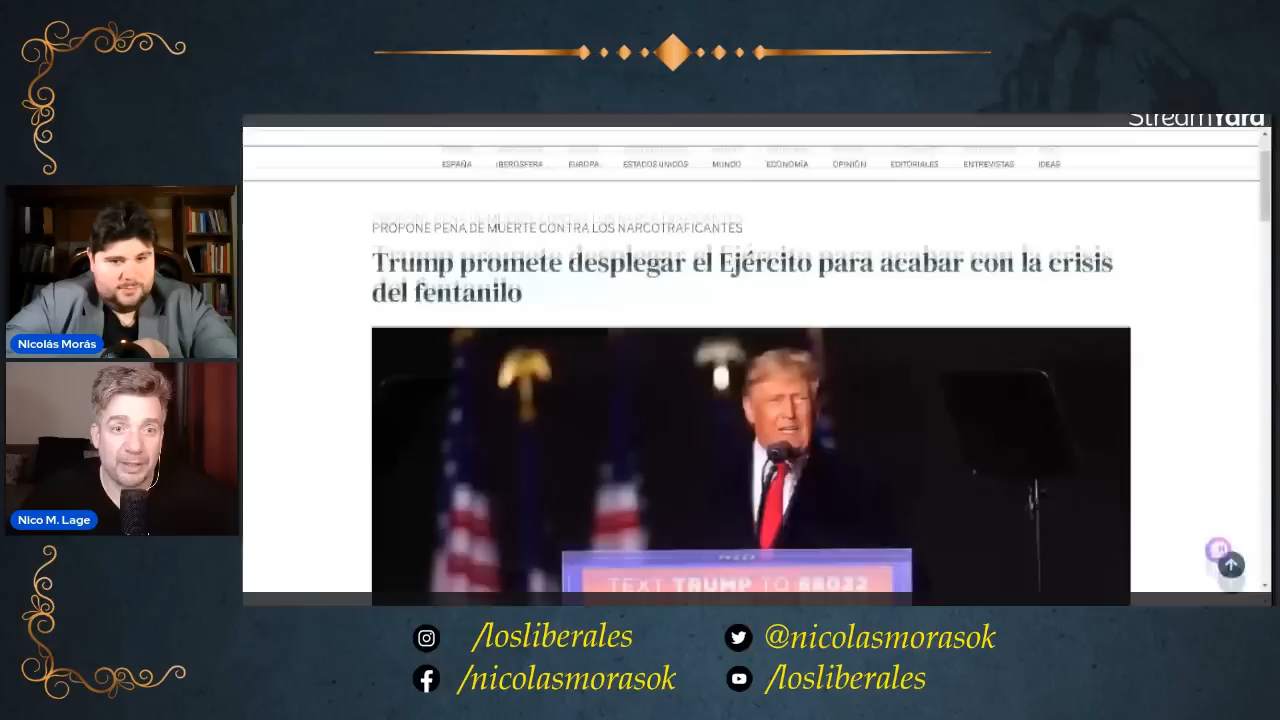 StreamYard
ESPAÑA IBEROSFERA EUROPA ESTADOS UNIDOS MUNDO ECONOMÍA OPINIÓN EDITORIALES ENTREVISTAS IDEAS
PROPONE PENA DE MUERTE CONTRA LOS NARCOTRAFICANTES
Trump promete desplegar el Ejército para acabar con la crisis
del fentanilo
TEXT TRUMP TO 88022
Nicolás Morás
Nico M. Lage
/losliberales
@nicolasmorasok
/nicolasmorasok
/losliberales